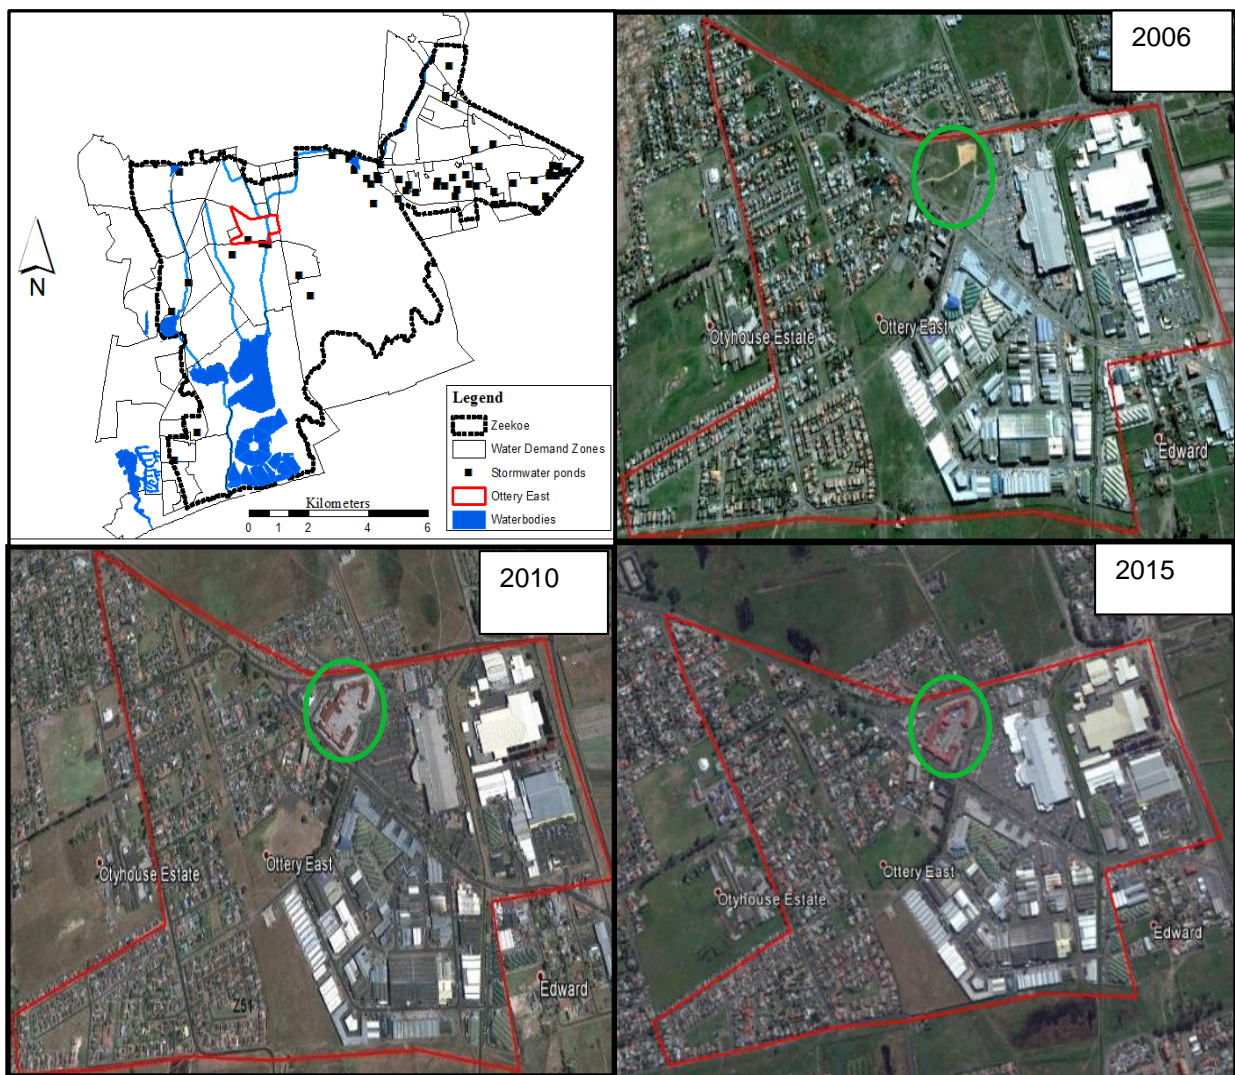 2006
N
Legend
Zeekoe
Water Demand Zones
Stormwater ponds
Ottery East
Waterbodies
Kilometers
0 1 2 4 6
Otyhouse Estate
Ottery East
Edward
2010
Otyhouse Estate
Ottery East
Z51
Edward
2015
Otyhouse Estate
Ottery East
Edward